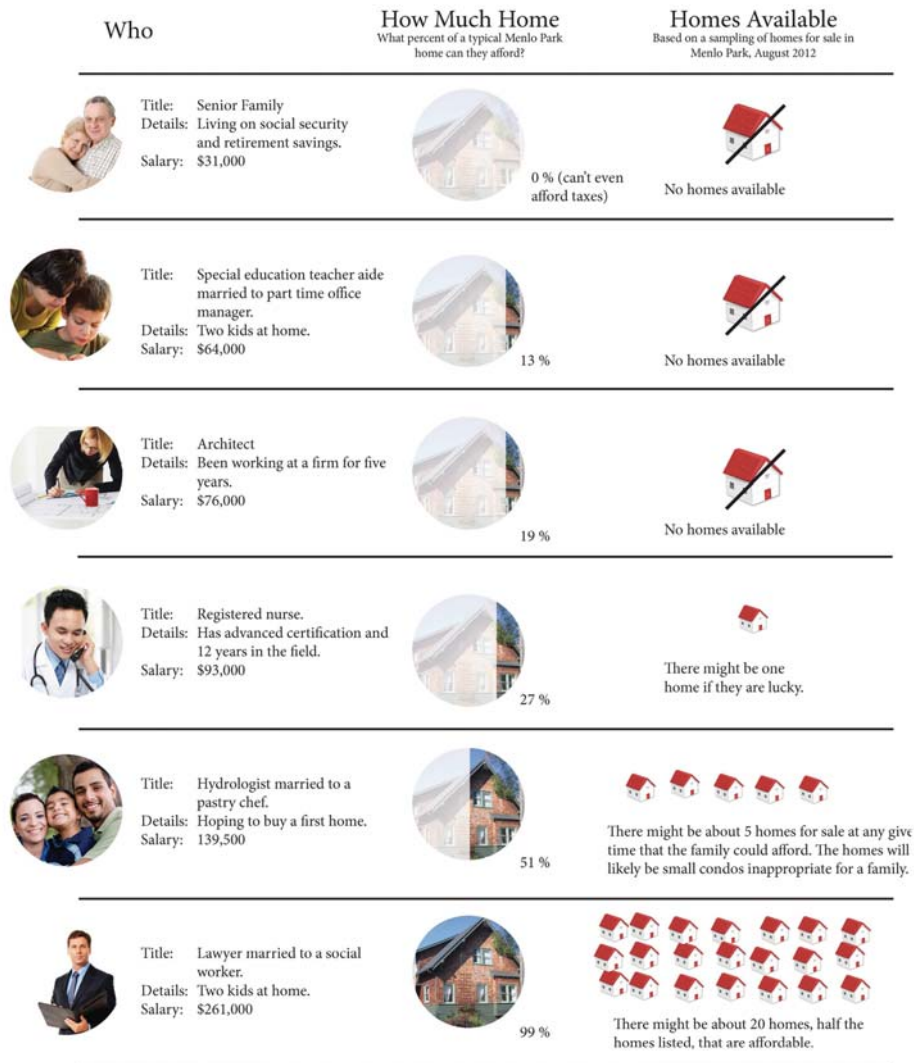 Who
How Much Home
What percent of a typical Menlo Park
home can they afford?
Homes Available
Based on a sampling of homes for sale in
Menlo Park, August 2012
Title: Senior Family
Details: Living on social security
and retirement savings.
Salary: $31,000
0 % (can't even
afford taxes)
No homes available
Title: Special education teacher aide
married to part time office
manager.
Details: Two kids at home.
Salary: $64,000
13 %
No homes available
Title: Architect
Details: Been working at a firm for five
years.
Salary: $76,000
19 %
No homes available
Title: Registered nurse.
Details: Has advanced certification and
12 years in the field.
Salary: $93,000
27 %
There might be one
home if they are lucky.
Title: Hydrologist married to a
pastry chef.
Details: Hoping to buy a first home.
Salary: 139,500
51 %
There might be about 5 homes for sale at any give
time that the family could afford. The homes will
likely be small condos inappropriate for a family.
Title: Lawyer married to a social
worker.
Details: Two kids at home.
Salary: $261,000
99 %
There might be about 20 homes, half the
homes listed, that are affordable.